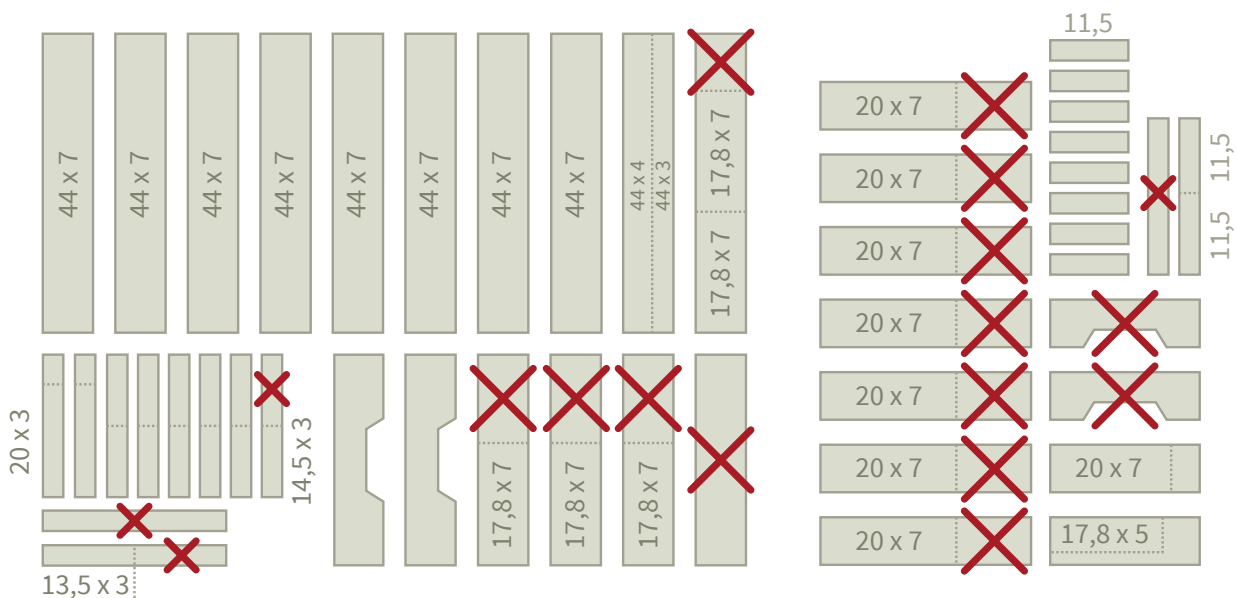 44 x 7
44 x 7
44 x 7
44 x 7
44 x 7
44 x 7
44 x 7
44 x 7
44 x 4
44 x 3
17,8 x 7
17,8 x 7
20 x 3
14,5 x 3
13,5 x 3
17,8 x 7
17,8 x 7
17,8 x 7
20 x 7
20 x 7
20 x 7
20 x 7
20 x 7
20 x 7
20 x 7
11,5
11,5
11,5
20 x 7
17,8 x 5